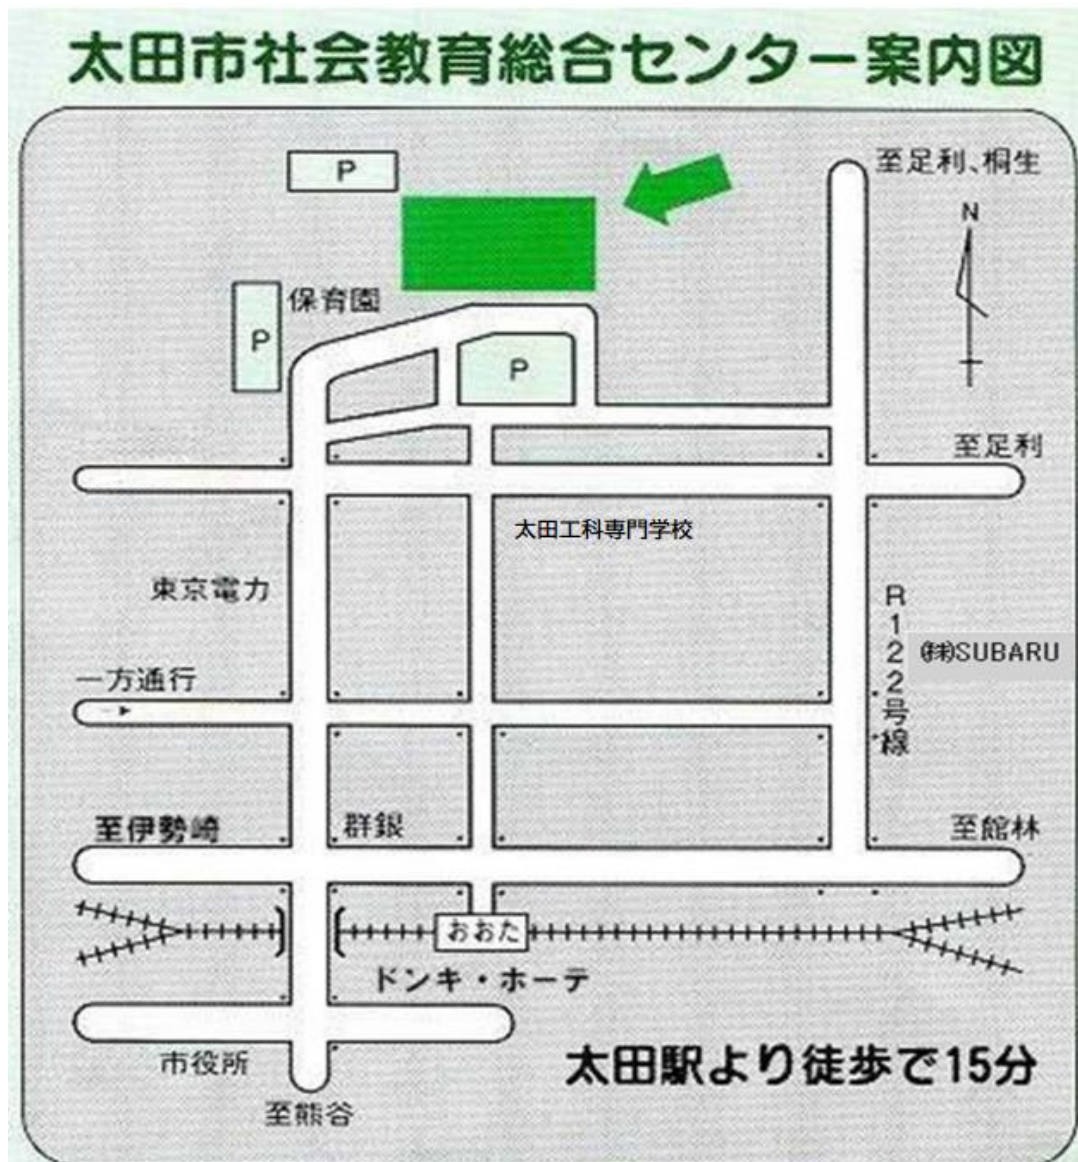 太田市社会教育総合センター案内図
P
至足利、桐生
N
保育園
P
P
至足利
太田工科専門学校
東京電力
R122号線
㈱SUBARU
一方通行
至伊勢崎
群銀
至館林
おおた
ドンキ・ホーテ
市役所
太田駅より徒歩で15分
至熊谷